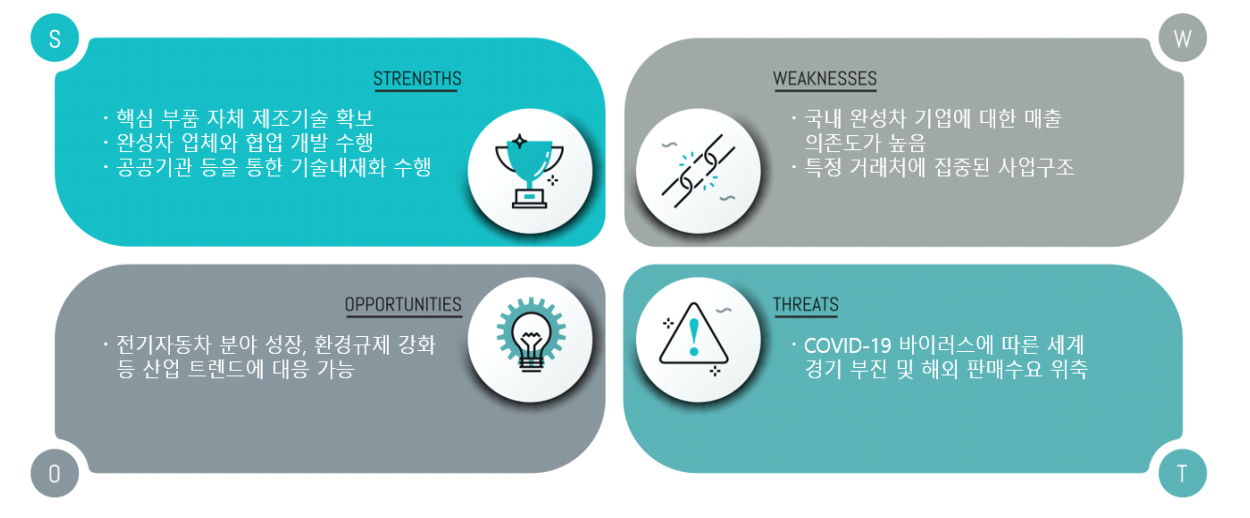 S
STRENGTHS
· 핵심 부품 자체 제조기술 확보
· 완성차 업체와 협업 개발 수행
· 공공기관 등을 통한 기술내재화 수행
W
WEAKNESSES
· 국내 완성차 기업에 대한 매출
의존도가 높음
· 특정 거래처에 집중된 사업구조
O
OPPORTUNITIES
· 전기자동차 분야 성장, 환경규제 강화
등 산업 트렌드에 대응 가능
T
THREATS
· COVID-19 바이러스에 따른 세계
경기 부진 및 해외 판매수요 위축